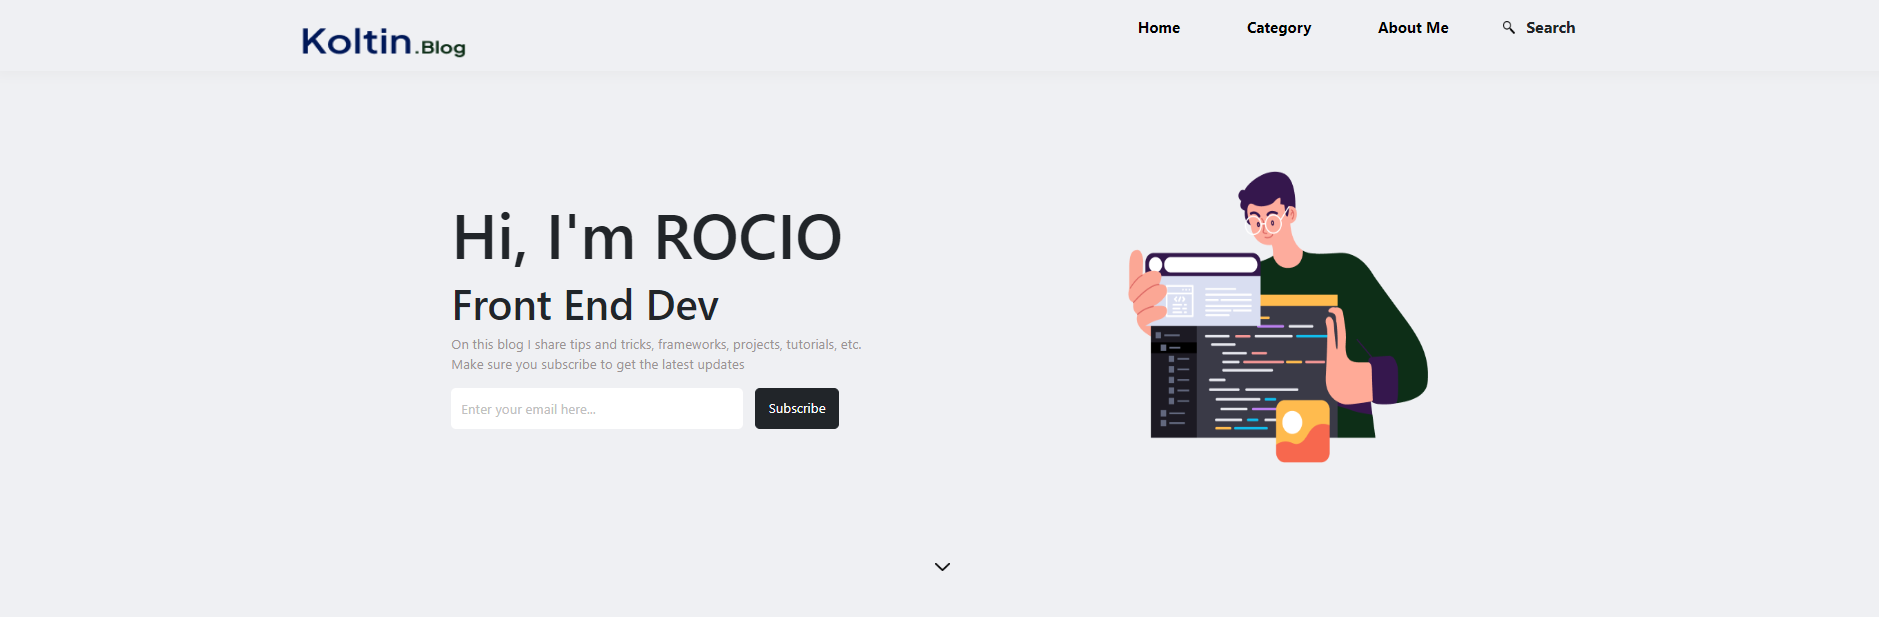 Koltin.Blog
Home Category About Me Search
Hi, I'm ROCIO
Front End Dev
On this blog I share tips and tricks, frameworks, projects, tutorials, etc.
Make sure you subscribe to get the latest updates
Enter your email here...
Subscribe